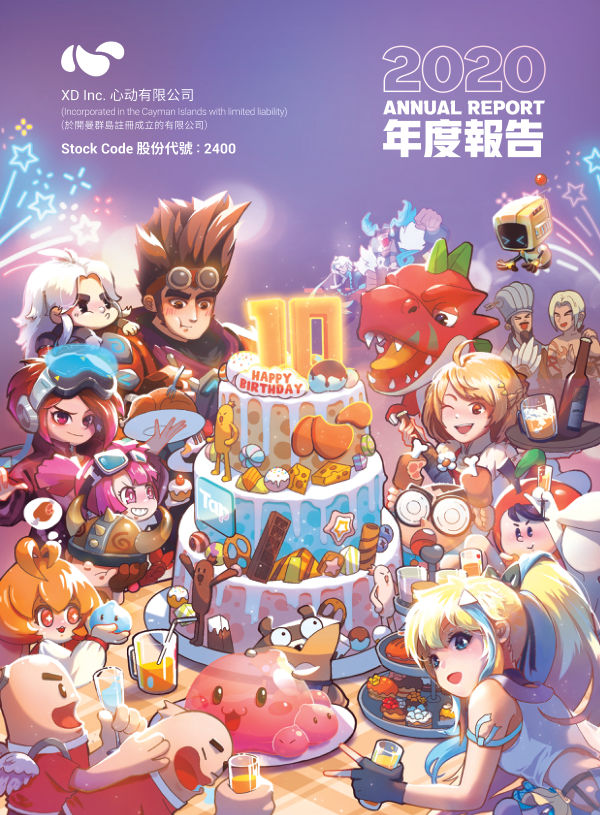 XD Inc. 心动有限公司
(Incorporated in the Cayman Islands with limited liability)
(於開曼群島註冊成立的有限公司)
Stock Code 股份代號：2400
2020
ANNUAL REPORT
年度報告
10
HAPPY
BIRTHDAY
Tap